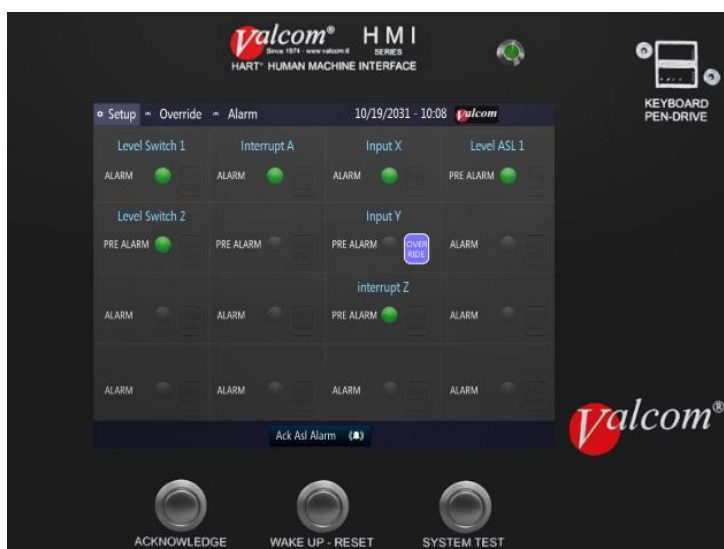 Valcom® HMI
Since 1974 - www.valcom.it SERIES
HART® HUMAN MACHINE INTERFACE
KEYBOARD
PEN-DRIVE
Setup Override Alarm 10/19/2031 - 10:08 Valcom
Level Switch 1 Interrupt A Input X Level ASL 1
ALARM ALARM ALARM PRE ALARM
Level Switch 2 Input Y
PRE ALARM PRE ALARM PRE ALARM OVER RIDE ALARM
interrupt Z
ALARM ALARM PRE ALARM ALARM
ALARM ALARM ALARM ALARM
Ack Asl Alarm
Valcom®
ACKNOWLEDGE WAKE UP - RESET SYSTEM TEST